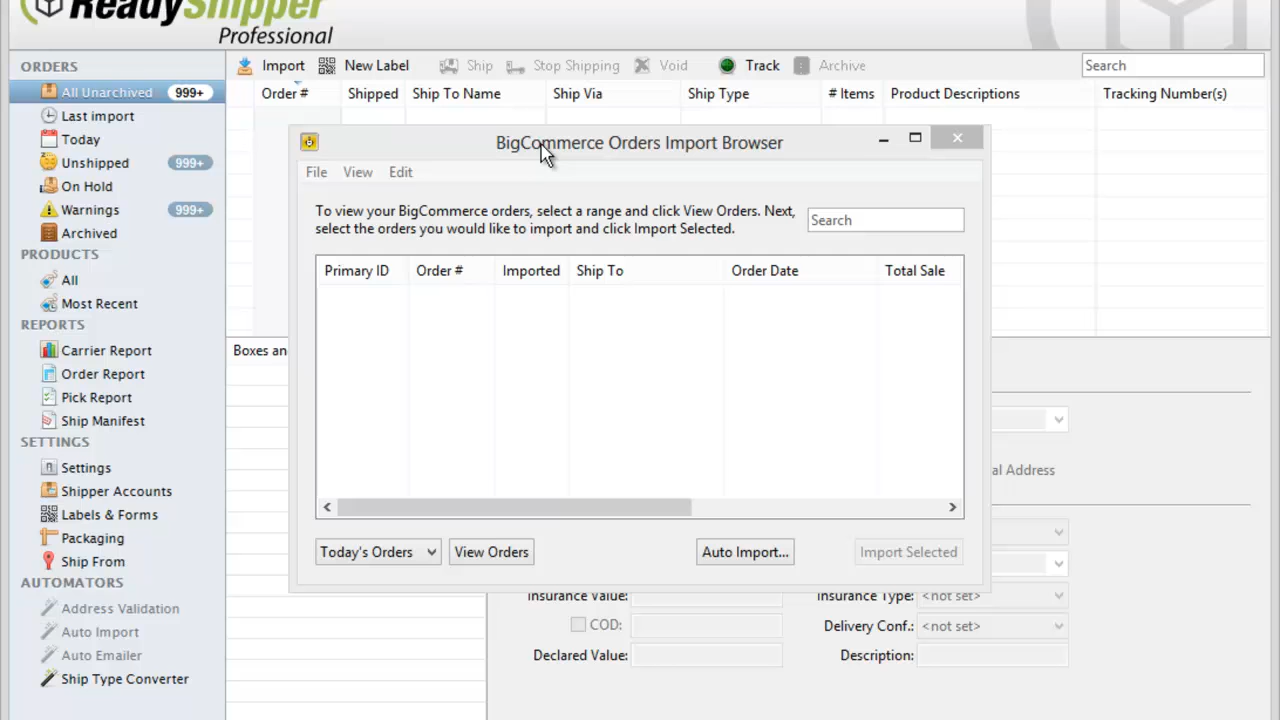 ReadyShipper
Professional
ORDERS
All Unarchived 999+
Last import
Today
Unshipped 999+
On Hold
Warnings 999+
Archived
PRODUCTS
All
Most Recent
REPORTS
Carrier Report
Order Report
Pick Report
Ship Manifest
SETTINGS
Settings
Shipper Accounts
Labels & Forms
Packaging
Ship From
AUTOMATORS
Address Validation
Auto Import
Auto Emailer
Ship Type Converter
Import New Label Ship Stop Shipping Void Track Archive Search
Order # Shipped Ship To Name Ship Via Ship Type # Items Product Descriptions Tracking Number(s)
BigCommerce Orders Import Browser
File View Edit
To view your BigCommerce orders, select a range and click View Orders. Next,
select the orders you would like to import and click Import Selected.
Search
Primary ID Order # Imported Ship To Order Date Total Sale
Today's Orders View Orders Auto Import... Import Selected
Boxes an
al Address
Insurance Value: Insurance Type: <not set>
COD: Delivery Conf.: <not set>
Declared Value: Description: